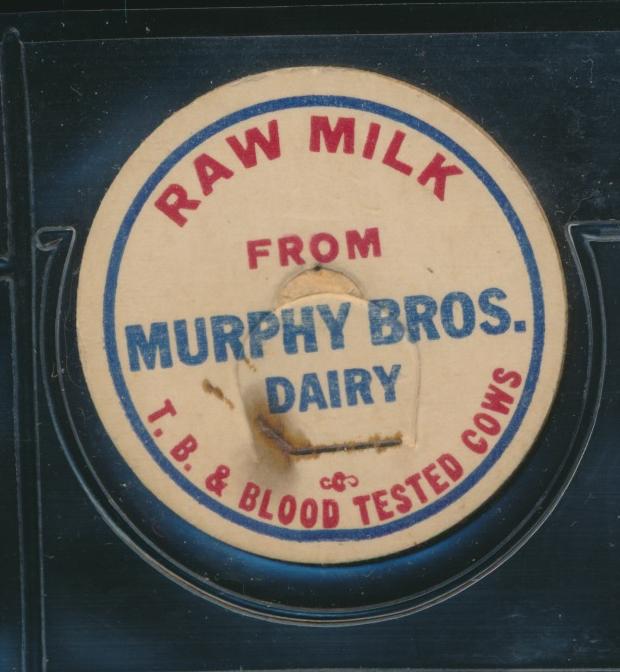 RAW MILK
FROM
MURPHY BROS.
DAIRY
T. B. & BLOOD TESTED COWS